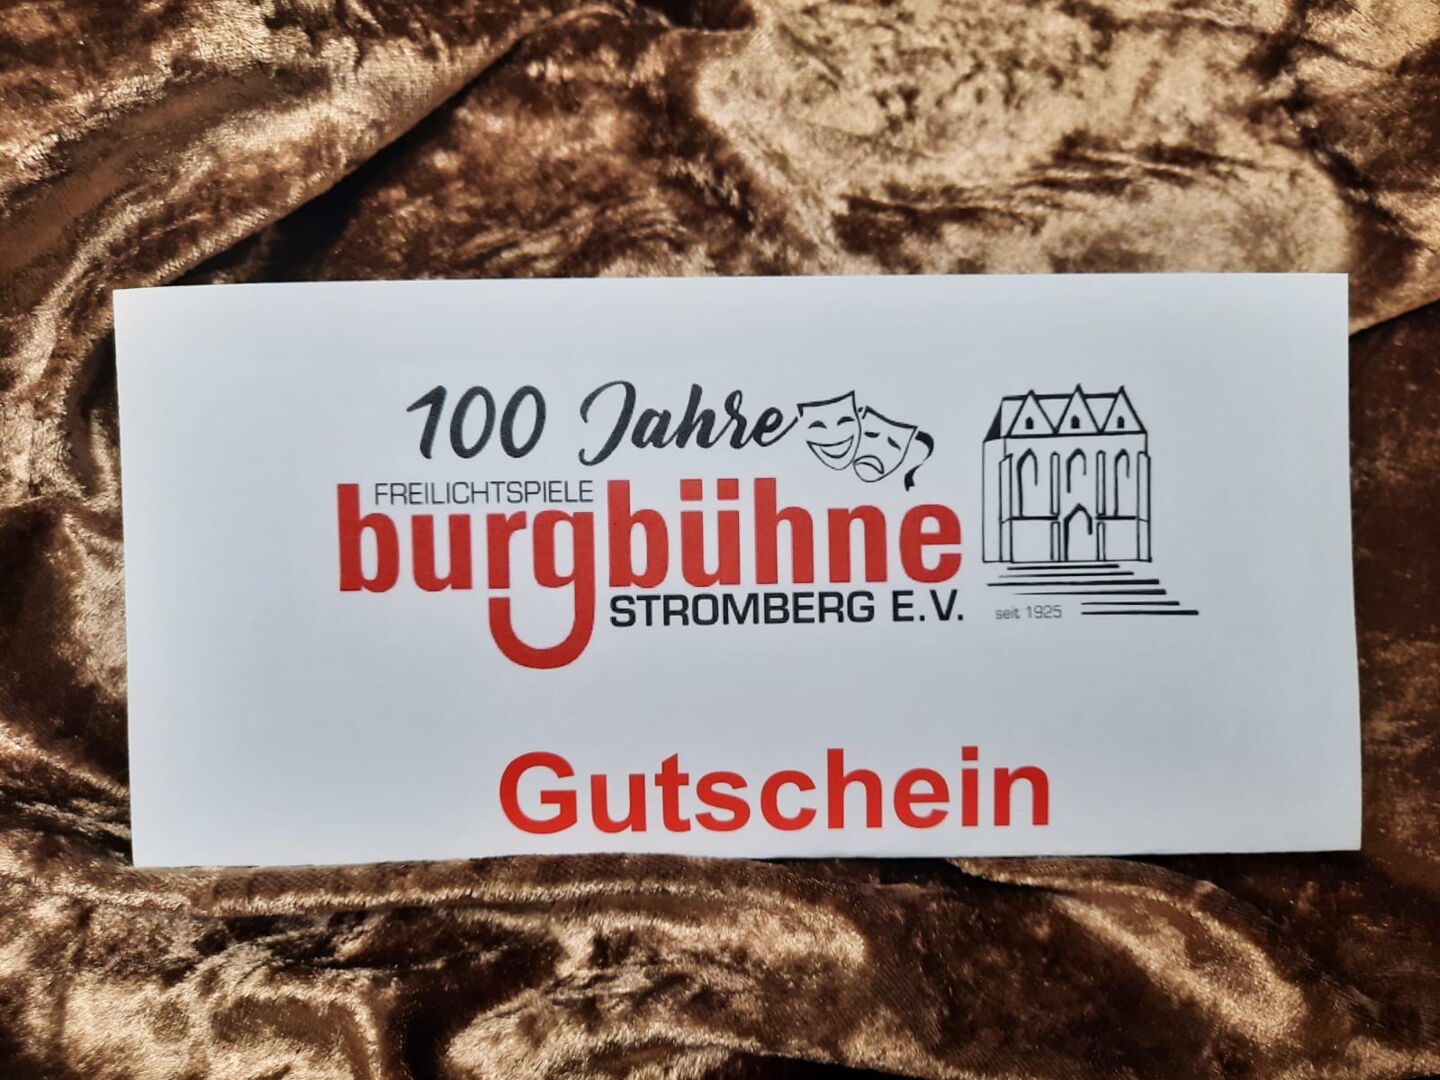 100 Jahre
FREILICHTSPIELE
burgbühne
STROMBERG E.V.
seit 1925
Gutschein